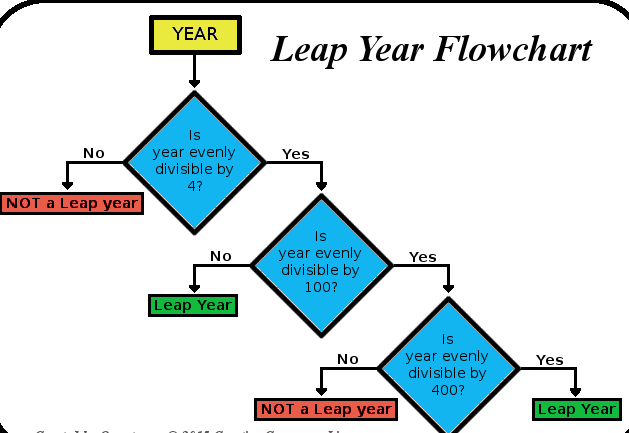 YEAR
Leap Year Flowchart
Is
year evenly
divisible by
4?
No
Yes
NOT a Leap year
Is
year evenly
divisible by
100?
No
Yes
Leap Year
Is
year evenly
divisible by
400?
No
Yes
NOT a Leap year
Leap Year